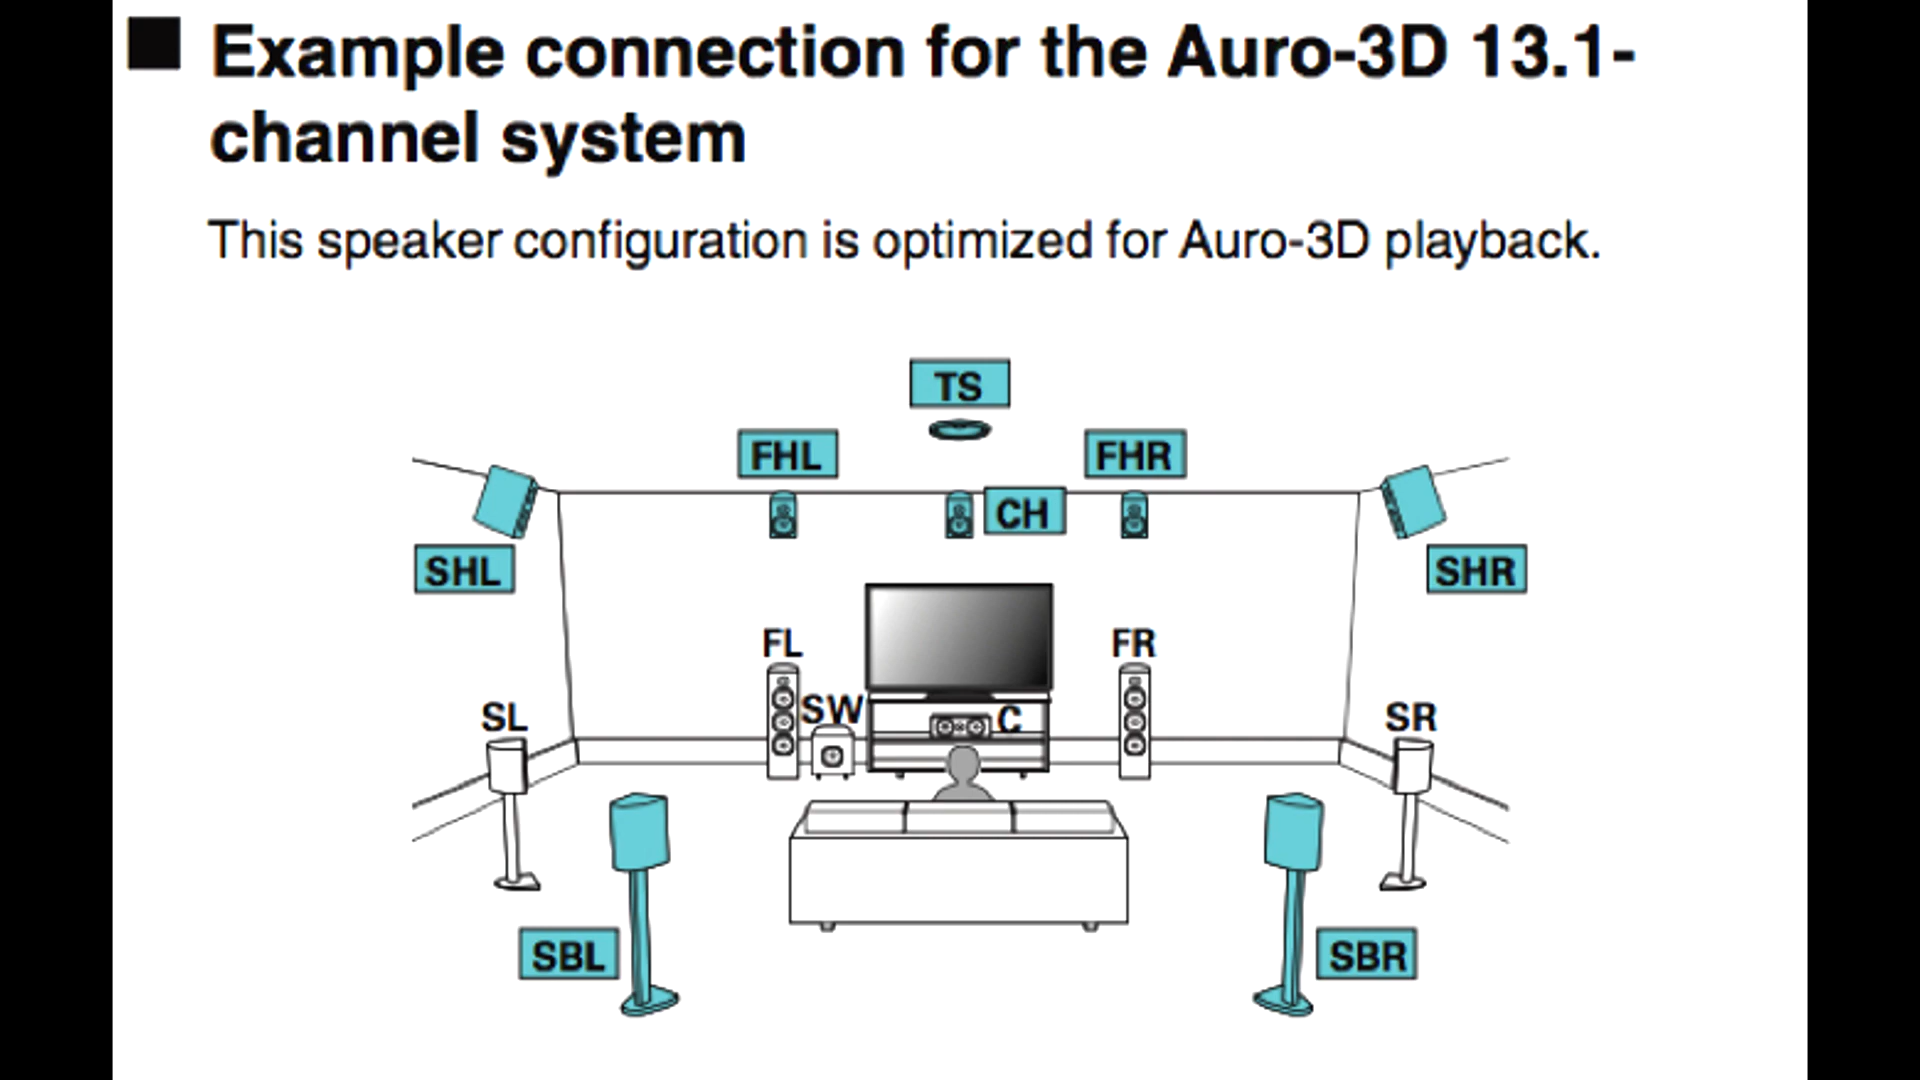 Example connection for the Auro-3D 13.1-
channel system
This speaker configuration is optimized for Auro-3D playback.
TS
FHL
FHR
CH
SHL
SHR
FL
FR
SW
C
SL
SR
SBL
SBR